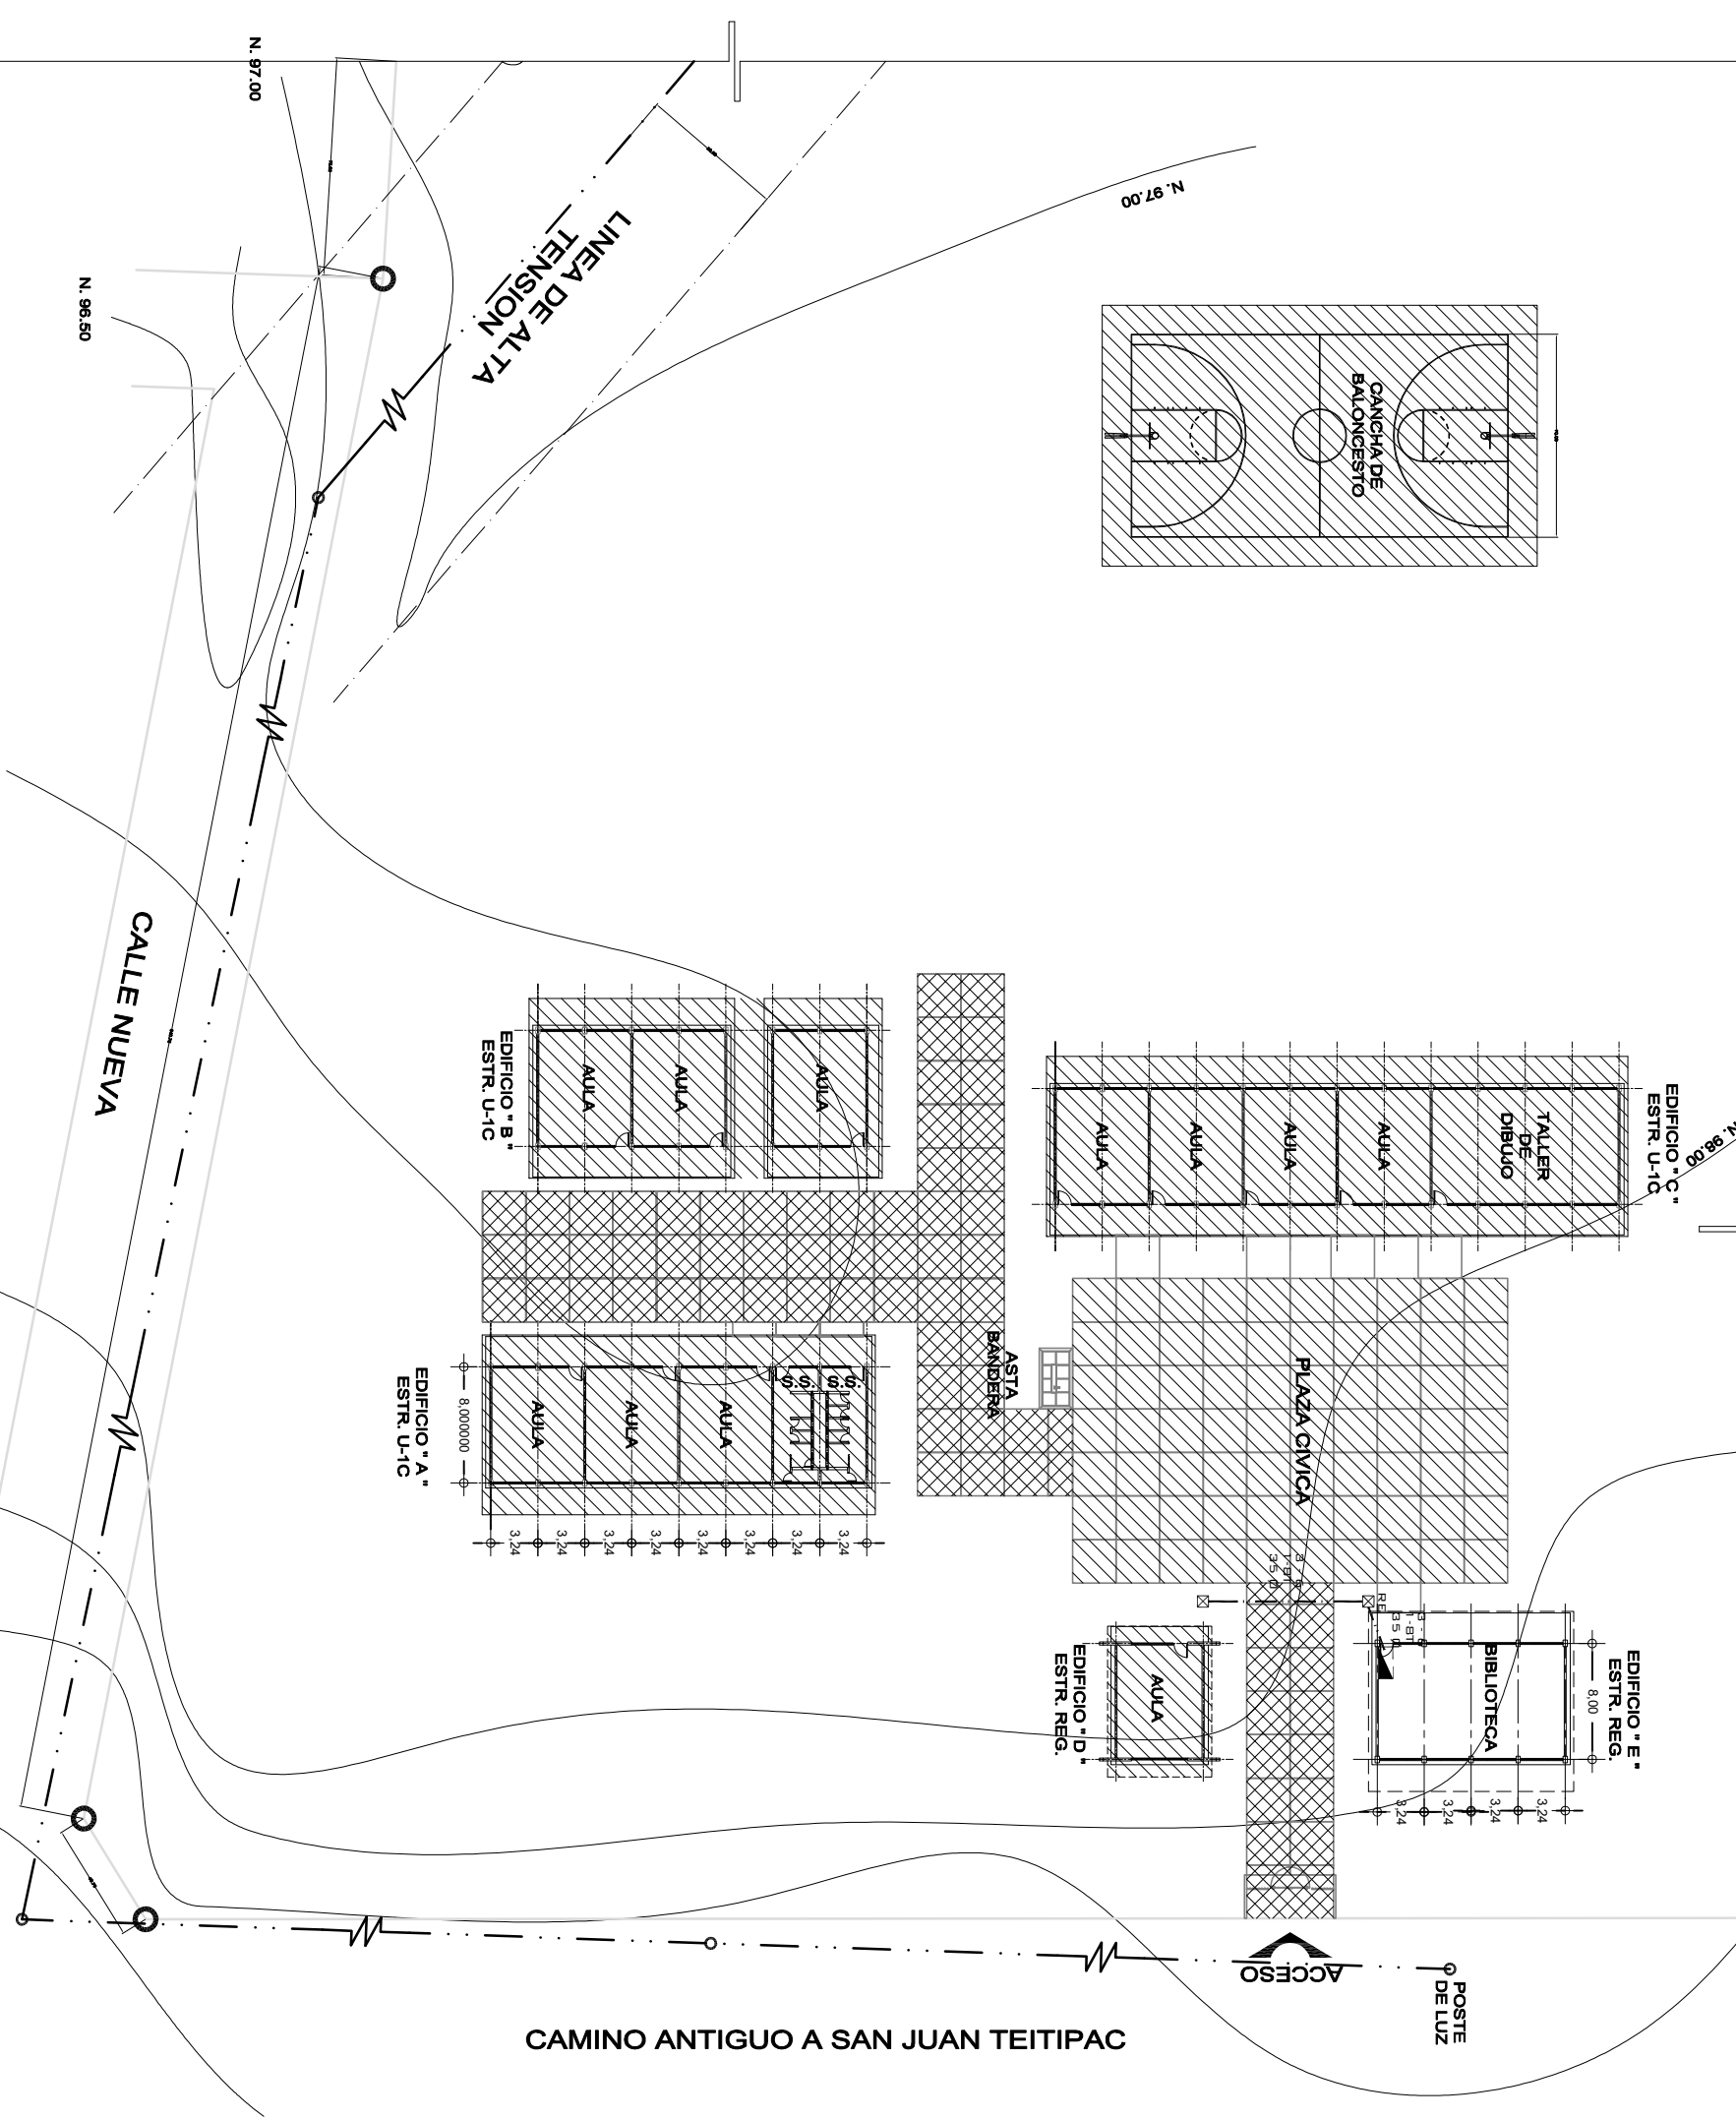 N. 97.00
LINEA DE ALTA
TENSION
N. 97.00
N. 96.50
CANCHA DE
BALONCESTO
CALLE NUEVA
EDIFICIO " B "
ESTR. U-1C
AULA
AULA
AULA
EDIFICIO "C "
ESTR. U-1C
AULA
AULA
AULA
AULA
TALLER
DE
DIBUJO
N. 98.00
EDIFICIO " A "
ESTR. U-1C
8,000000
AULA
AULA
AULA
S.S.
S.S.
3,24
3,24
3,24
3,24
3,24
3,24
3,24
3,24
ASTA
BANDERA
PLAZA CIVICA
EDIFICIO " D "
ESTR. REG.
AULA
BIBLIOTECA
EDIFICIO " E "
ESTR. REG.
8,00
3,24
3,24
3,24
3,24
ACCESO
POSTE
DE LUZ
CAMINO ANTIGUO A SAN JUAN TEITIPAC